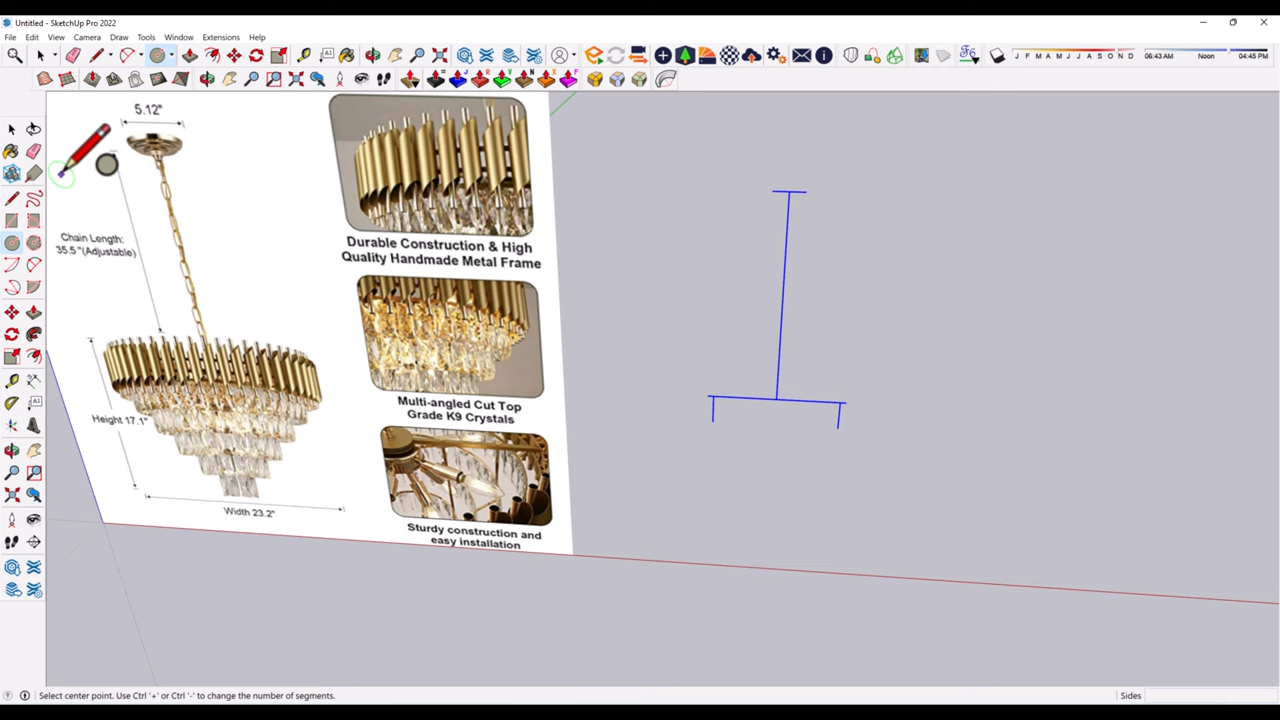 Untitled - SketchUp Pro 2022
File Edit View Camera Draw Tools Window Extensions Help
J F M A M J J A S O N D
06:43 AM Noon 04:45 PM
5.12"
Chain Length:
35.5 "(Adjustable)
Height 17.1"
Width 23.2"
Durable Construction & High
Quality Handmade Metal Frame
Multi-angled Cut Top
Grade K9 Crystals
Sturdy construction and
easy installation
Select center point. Use Ctrl '+' or Ctrl '-' to change the number of segments.
Sides